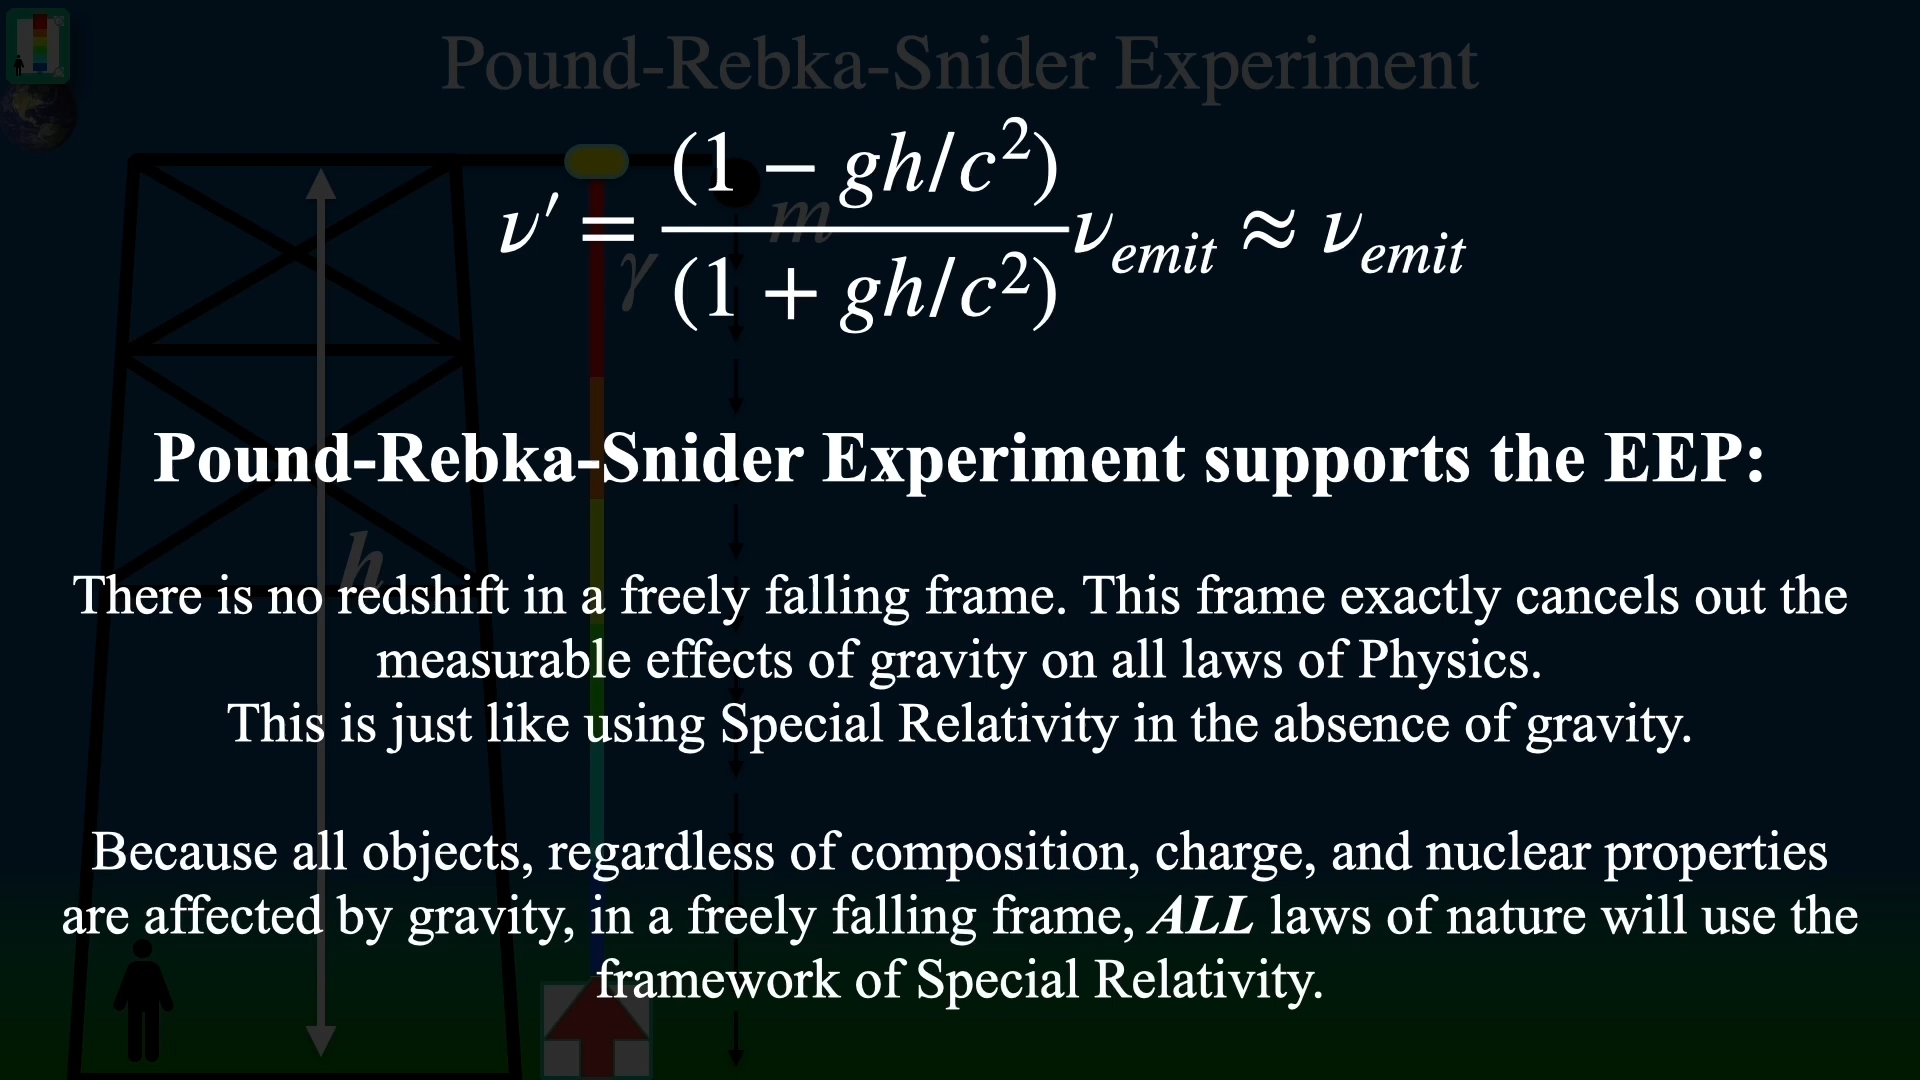 Pound-Rebka-Snider Experiment
ν′ = (1 − gh/c²) / (1 + gh/c²) ν_emit ≈ ν_emit
m
γ
Pound-Rebka-Snider Experiment supports the EEP:
h
There is no redshift in a freely falling frame. This frame exactly cancels out the
measurable effects of gravity on all laws of Physics.
This is just like using Special Relativity in the absence of gravity.
Because all objects, regardless of composition, charge, and nuclear properties
are affected by gravity, in a freely falling frame, ALL laws of nature will use the
framework of Special Relativity.